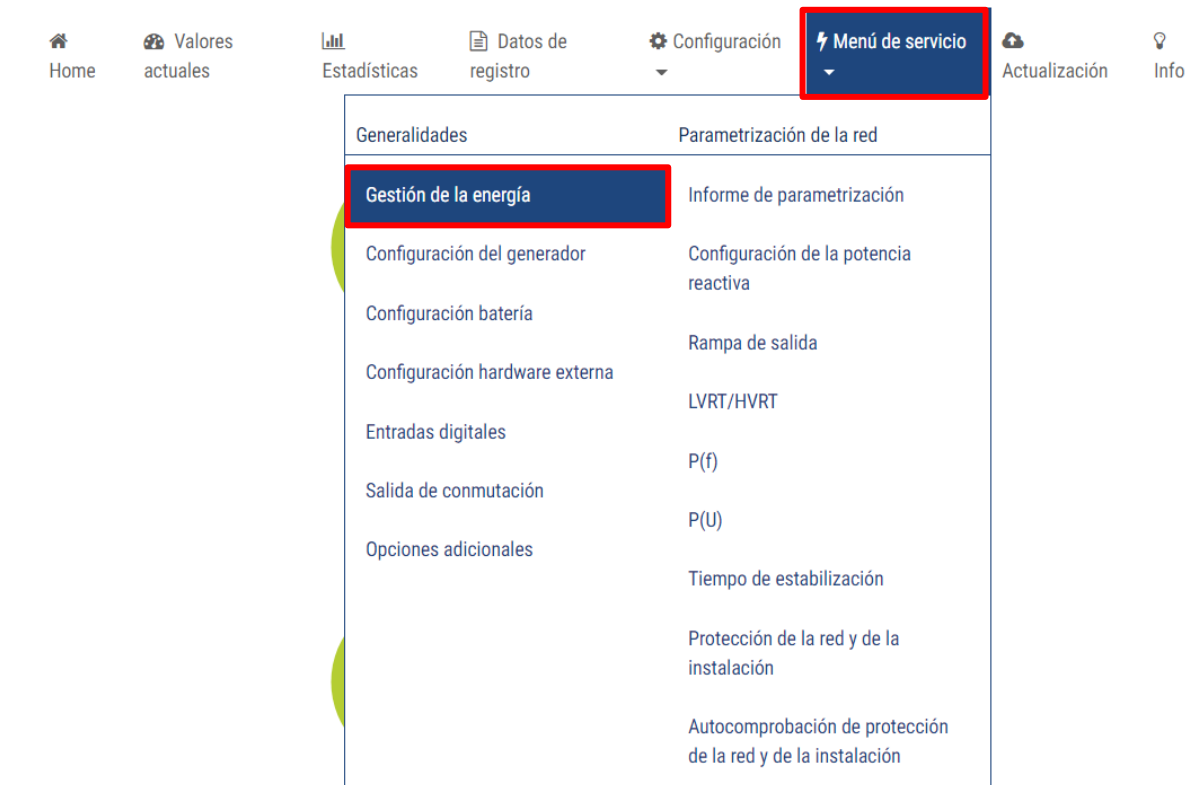 Home
Valores
actuales
Estadísticas
Datos de
registro
Configuración
Menú de servicio
Actualización
Info
Generalidades
Gestión de la energía
Configuración del generador
Configuración batería
Configuración hardware externa
Entradas digitales
Salida de conmutación
Opciones adicionales
Parametrización de la red
Informe de parametrización
Configuración de la potencia
reactiva
Rampa de salida
LVRT/HVRT
P(f)
P(U)
Tiempo de estabilización
Protección de la red y de la
instalación
Autocomprobación de protección
de la red y de la instalación